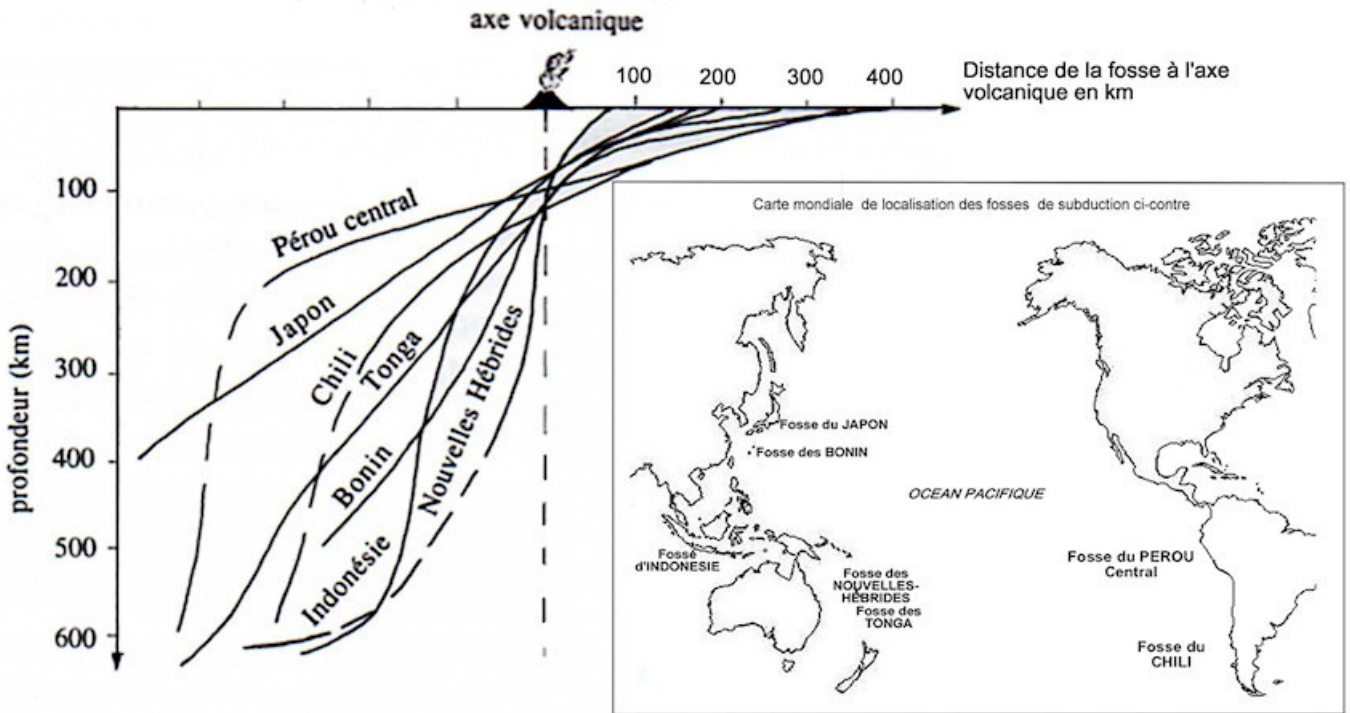 axe volcanique
100
200
300
400
Distance de la fosse à l'axe
volcanique en km
profondeur (km)
100
200
300
400
500
600
Pérou central
Japon
Chili
Tonga
Bonin
Nouvelles Hébrides
Indonésie
Carte mondiale de localisation des fosses de subduction ci-contre
Fosse du JAPON
Fosse des BONIN
OCEAN PACIFIQUE
Fosse
d'INDONESIE
Fosse des
NOUVELLES-
HÉBRIDES
Fosse des
TONGA
Fosse du PEROU
Central
Fosse du
CHILI